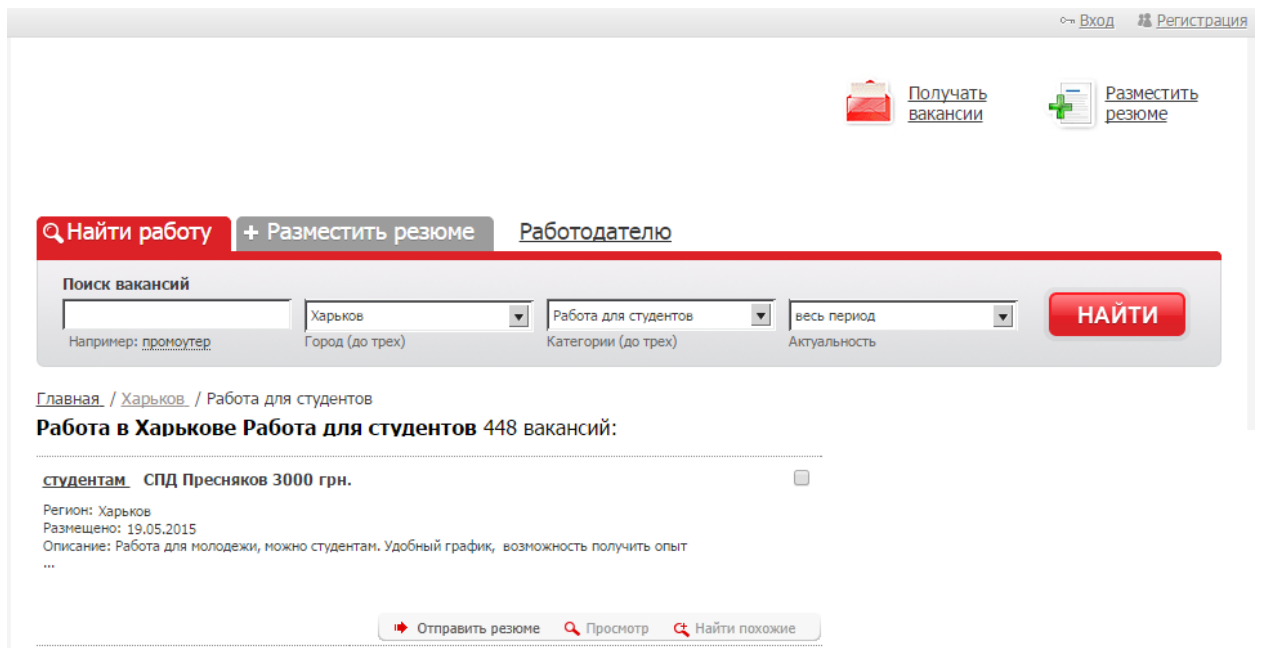 Вход Регистрация
Получать
вакансии
Разместить
резюме
Найти работу + Разместить резюме Работодателю
Поиск вакансий
Харьков Работа для студентов весь период НАЙТИ
Например: промоутер Город (до трех) Категории (до трех) Актуальность
Главная / Харьков / Работа для студентов
Работа в Харькове Работа для студентов 448 вакансий:
студентам СПД Пресняков 3000 грн.
Регион: Харьков
Размещено: 19.05.2015
Описание: Работа для молодежи, можно студентам. Удобный график, возможность получить опыт
...
Отправить резюме Просмотр Найти похожие